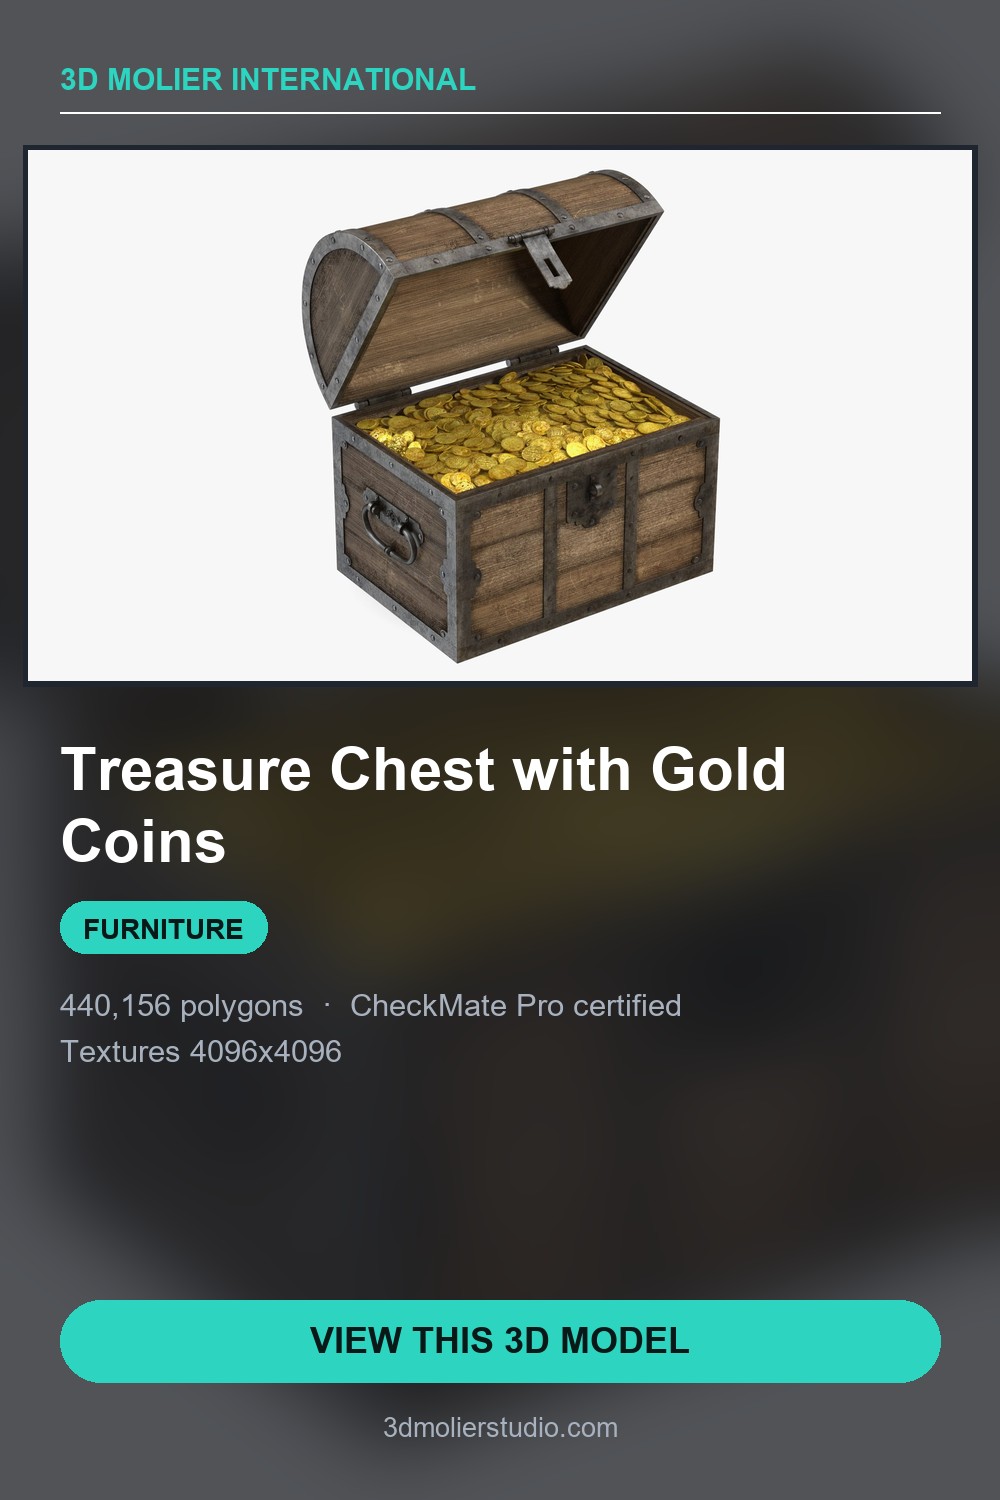 3D MOLIER INTERNATIONAL
Treasure Chest with Gold
Coins
FURNITURE
440,156 polygons · CheckMate Pro certified
Textures 4096x4096
VIEW THIS 3D MODEL
3dmolierstudio.com